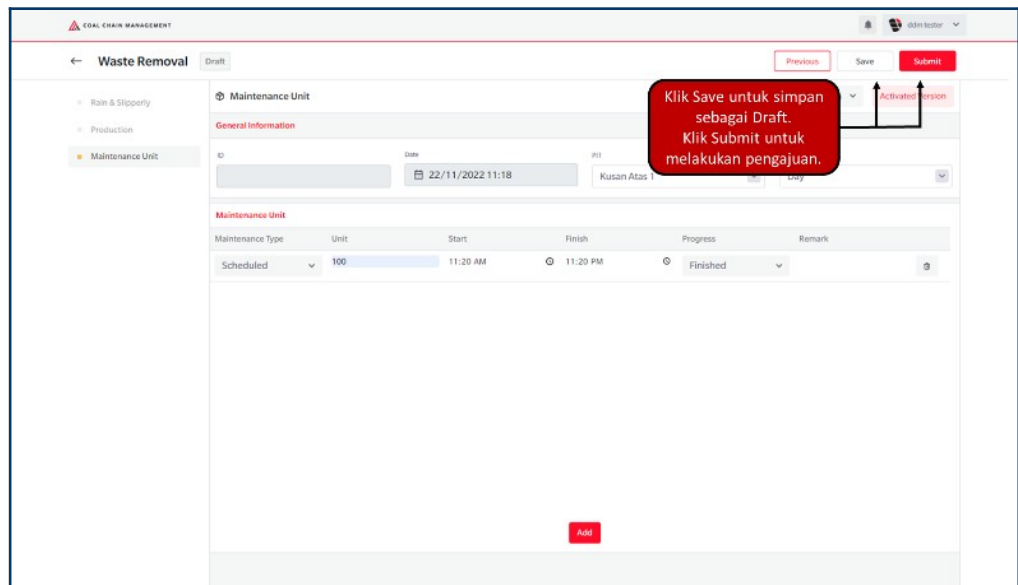 COAL CHAIN MANAGEMENT
ddm tester
← Waste Removal Draft
Previous Save Submit
Rain & Slipperly
Production
Maintenance Unit
Maintenance Unit
Activated Version
Klik Save untuk simpan
sebagai Draft.
Klik Submit untuk
melakukan pengajuan.
General Information
ID Date
22/11/2022 11:18 Kusan Atas 1 Day
Maintenance Unit
Maintenance Type Unit Start Finish Progress Remark
Scheduled 100 11:20 AM 11:20 PM Finished
Add